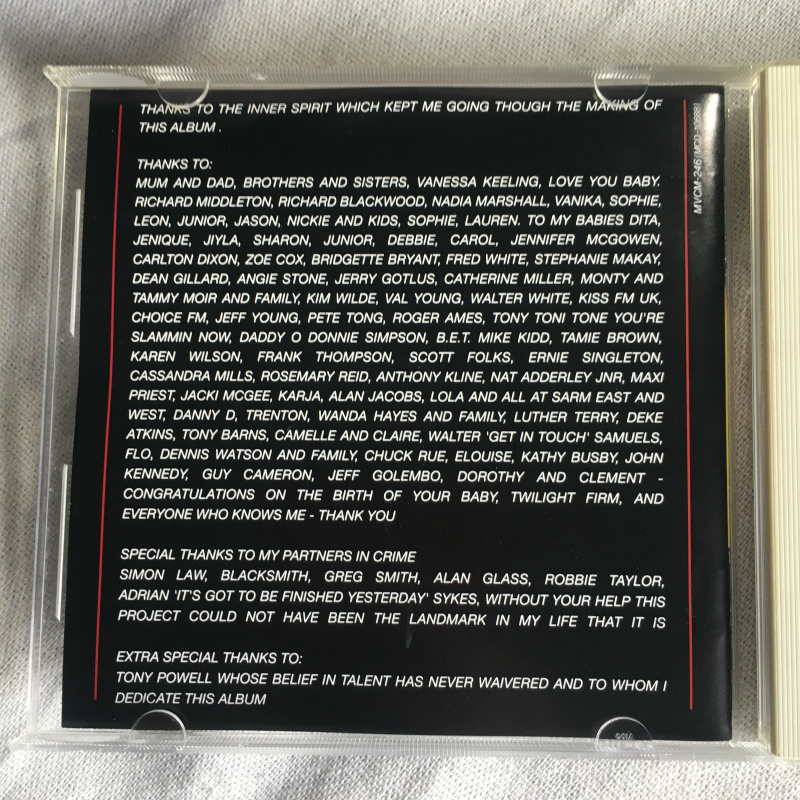 THANKS TO THE INNER SPIRIT WHICH KEPT ME GOING THOUGH THE MAKING OF
THIS ALBUM .
THANKS TO:
MUM AND DAD, BROTHERS AND SISTERS, VANESSA KEELING, LOVE YOU BABY.
RICHARD MIDDLETON, RICHARD BLACKWOOD, NADIA MARSHALL, VANIKA, SOPHIE,
LEON, JUNIOR, JASON, NICKIE AND KIDS, SOPHIE, LAUREN. TO MY BABIES DITA,
JENIQUE, JIYLA, SHARON, JUNIOR, DEBBIE, CAROL, JENNIFER MCGOWEN,
CARLTON DIXON, ZOE COX, BRIDGETTE BRYANT, FRED WHITE, STEPHANIE MAKAY,
DEAN GILLARD, ANGIE STONE, JERRY GOTLUS, CATHERINE MILLER, MONTY AND
TAMMY MOIR AND FAMILY, KIM WILDE, VAL YOUNG, WALTER WHITE, KISS FM UK,
CHOICE FM, JEFF YOUNG, PETE TONG, ROGER AMES, TONY TONI TONE YOU'RE
SLAMMIN NOW, DADDY O DONNIE SIMPSON, B.E.T. MIKE KIDD, TAMIE BROWN,
KAREN WILSON, FRANK THOMPSON, SCOTT FOLKS, ERNIE SINGLETON,
CASSANDRA MILLS, ROSEMARY REID, ANTHONY KLINE, NAT ADDERLEY JNR, MAXI
PRIEST, JACKI MCGEE, KARJA, ALAN JACOBS, LOLA AND ALL AT SARM EAST AND
WEST, DANNY D, TRENTON, WANDA HAYES AND FAMILY, LUTHER TERRY, DEKE
ATKINS, TONY BARNS, CAMELLE AND CLAIRE, WALTER 'GET IN TOUCH' SAMUELS,
FLO, DENNIS WATSON AND FAMILY, CHUCK RUE, ELOUISE, KATHY BUSBY, JOHN
KENNEDY, GUY CAMERON, JEFF GOLEMBO, DOROTHY AND CLEMENT -
CONGRATULATIONS ON THE BIRTH OF YOUR BABY, TWILIGHT FIRM, AND
EVERYONE WHO KNOWS ME - THANK YOU
SPECIAL THANKS TO MY PARTNERS IN CRIME
SIMON LAW, BLACKSMITH, GREG SMITH, ALAN GLASS, ROBBIE TAYLOR,
ADRIAN 'IT'S GOT TO BE FINISHED YESTERDAY' SYKES, WITHOUT YOUR HELP THIS
PROJECT COULD NOT HAVE BEEN THE LANDMARK IN MY LIFE THAT IT IS
EXTRA SPECIAL THANKS TO:
TONY POWELL WHOSE BELIEF IN TALENT HAS NEVER WAIVERED AND TO WHOM I
DEDICATE THIS ALBUM
MVCM-246